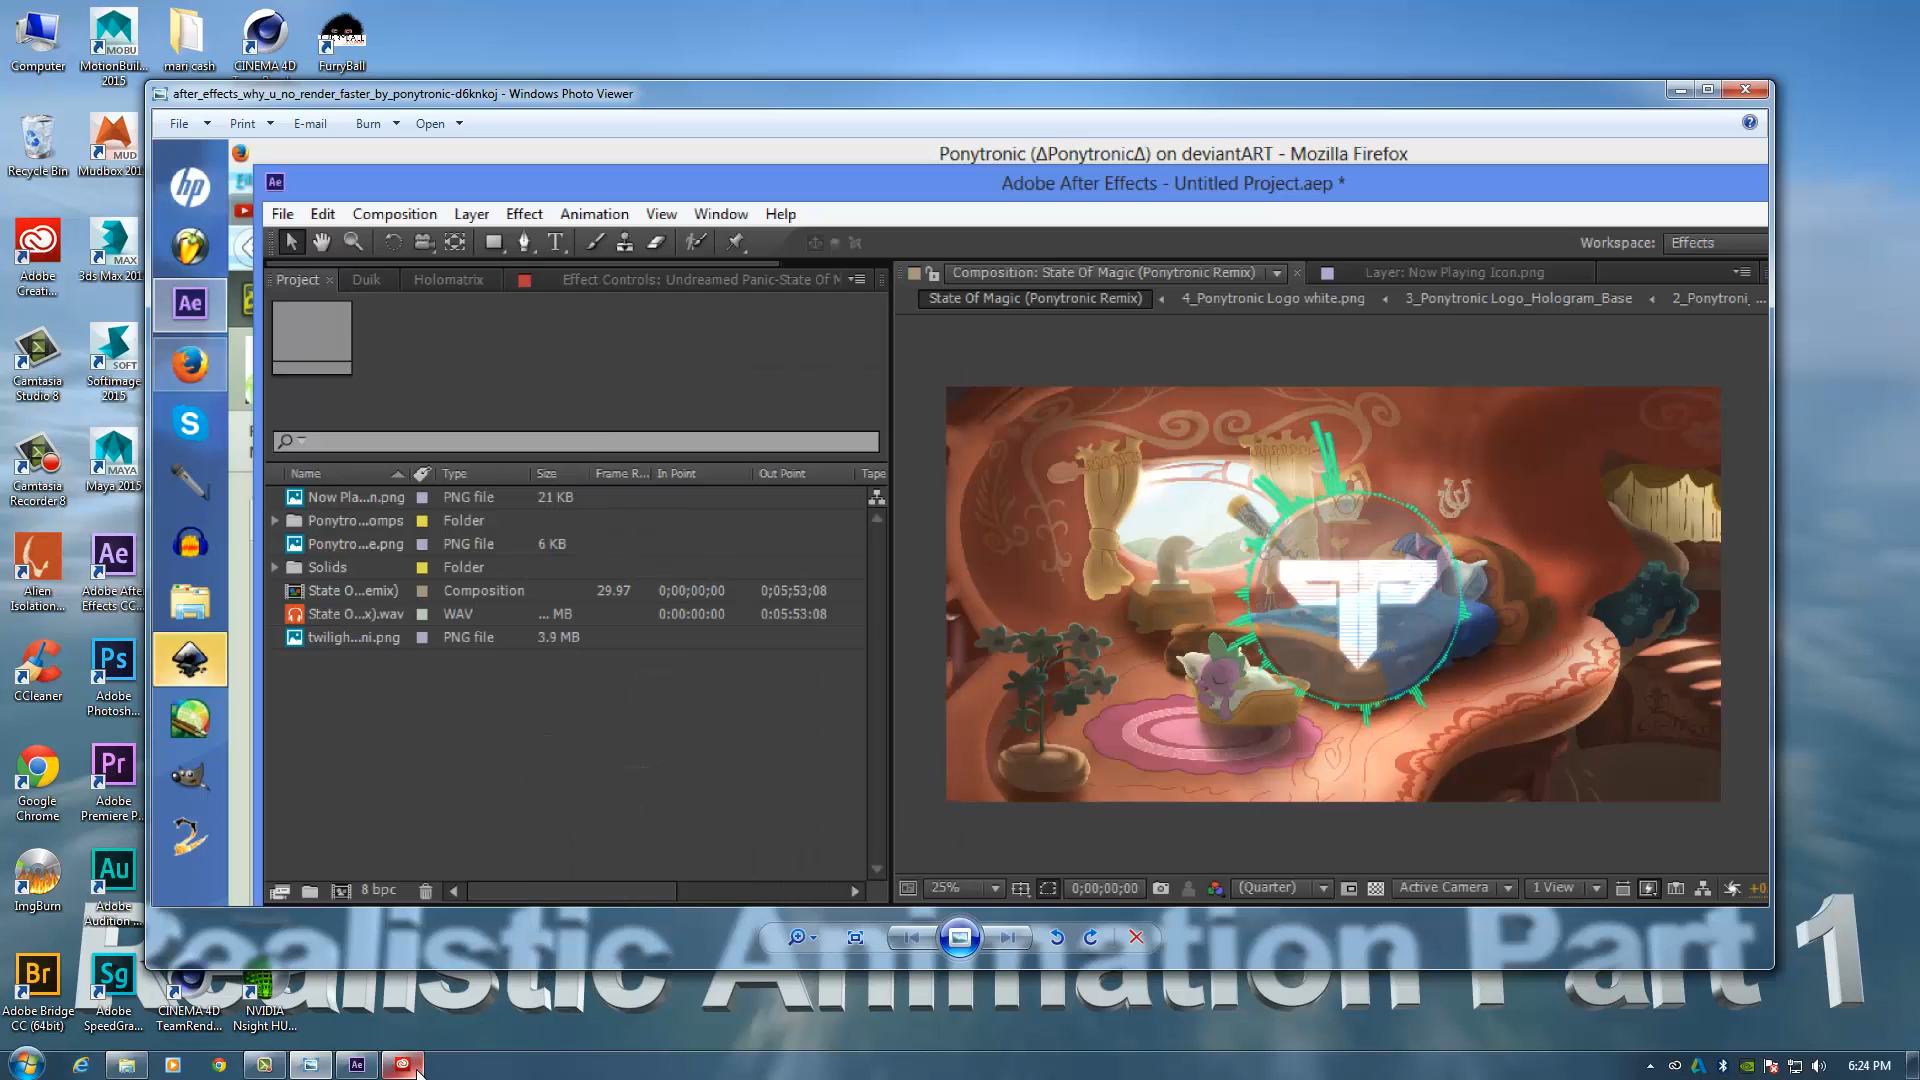 Computer
MotionBuil... 2015
mari cash
CINEMA 4D
FurryBall
Recycle Bin
Mudbox 201
Adobe Creati...
3ds Max 201
Camtasia Studio 8
Softimage 2015
Camtasia Recorder 8
Maya 2015
Alien Isolation...
Adobe After Effects CC...
CCleaner
Adobe Photosh...
Google Chrome
Adobe Premiere P...
ImgBurn
Adobe Audition ...
Adobe Bridge CC (64bit)
Adobe SpeedGra...
CINEMA 4D TeamRend...
NVIDIA Nsight HU...
after_effects_why_u_no_render_faster_by_ponytronic-d6knkoj - Windows Photo Viewer
File Print E-mail Burn Open
Ponytronic (ΔPonytronicΔ) on deviantART - Mozilla Firefox
Adobe After Effects - Untitled Project.aep *
File Edit Composition Layer Effect Animation View Window Help
Workspace: Effects
Project Duik Holomatrix Effect Controls: Undreamed Panic-State Of M
Composition: State Of Magic (Ponytronic Remix) Layer: Now Playing Icon.png
State Of Magic (Ponytronic Remix) 4_Ponytronic Logo white.png 3_Ponytronic Logo_Hologram_Base 2_Ponytroni_ ...
Name Type Size Frame R... In Point Out Point Tape
Now Pla...n.png PNG file 21 KB
Ponytro...omps Folder
Ponytro...e.png PNG file 6 KB
Solids Folder
State O...emix) Composition 29.97 0;00;00;00 0;05;53;08
State O...x).wav WAV ... MB 0:00:00:00 0:05:53:08
twiligh...ni.png PNG file 3.9 MB
8 bpc
25% 0;00;00;00 (Quarter) Active Camera 1 View +0
Realistic Animation Part 1
6:24 PM